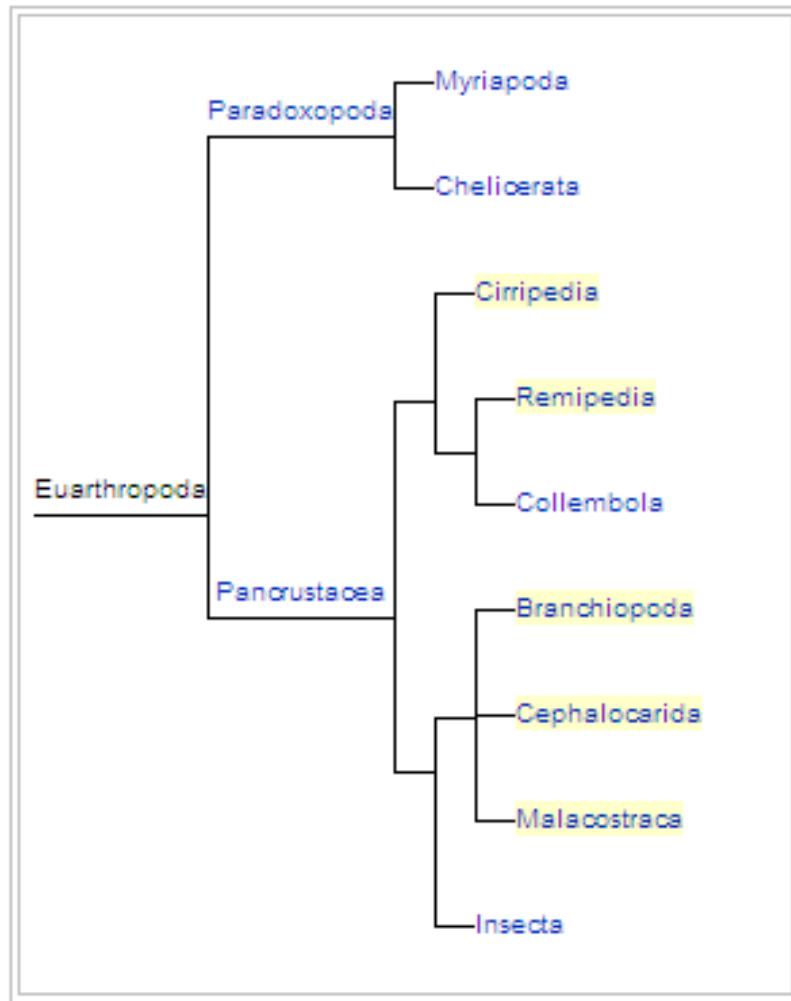 Myriapoda
Paradoxopoda
Chelicerata
Cirripedia
Remipedia
Euarthropoda
Collembola
Pancrustacea
Branchiopoda
Cephalocarida
Malacostraca
Insecta